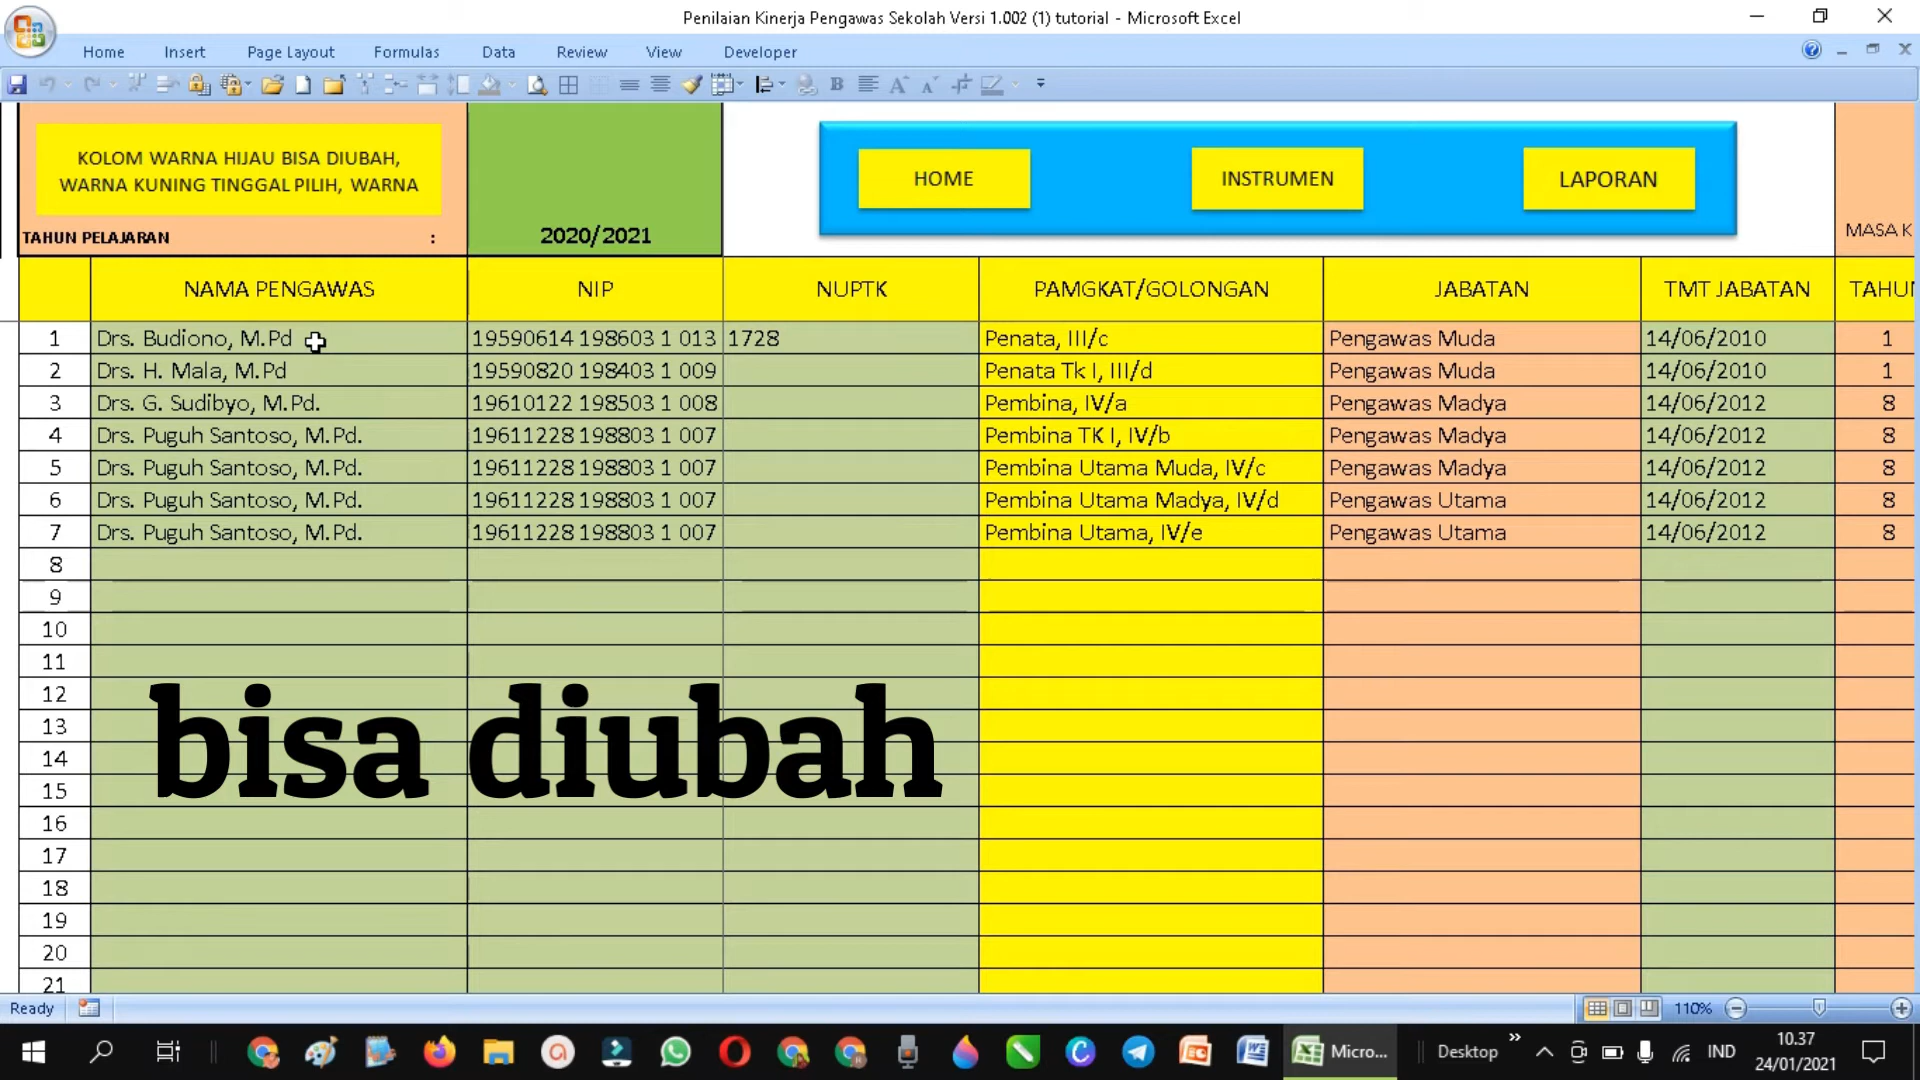 Penilaian Kinerja Pengawas Sekolah Versi 1.002 (1) tutorial - Microsoft Excel
Home Insert Page Layout Formulas Data Review View Developer
KOLOM WARNA HIJAU BISA DIUBAH,
WARNA KUNING TINGGAL PILIH, WARNA
HOME INSTRUMEN LAPORAN
TAHUN PELAJARAN : 2020/2021 MASA K
NAMA PENGAWAS NIP NUPTK PAMGKAT/GOLONGAN JABATAN TMT JABATAN TAHU
1 Drs. Budiono, M.Pd 19590614 198603 1 013 1728 Penata, III/c Pengawas Muda 14/06/2010 1
2 Drs. H. Mala, M.Pd 19590820 198403 1 009 Penata Tk I, III/d Pengawas Muda 14/06/2010 1
3 Drs. G. Sudibyo, M.Pd. 19610122 198503 1 008 Pembina, IV/a Pengawas Madya 14/06/2012 8
4 Drs. Puguh Santoso, M.Pd. 19611228 198803 1 007 Pembina TK I, IV/b Pengawas Madya 14/06/2012 8
5 Drs. Puguh Santoso, M.Pd. 19611228 198803 1 007 Pembina Utama Muda, IV/c Pengawas Madya 14/06/2012 8
6 Drs. Puguh Santoso, M.Pd. 19611228 198803 1 007 Pembina Utama Madya, IV/d Pengawas Utama 14/06/2012 8
7 Drs. Puguh Santoso, M.Pd. 19611228 198803 1 007 Pembina Utama, IV/e Pengawas Utama 14/06/2012 8
8
9
10
11
12
13
bisa diubah
14
15
16
17
18
19
20
21
Ready 110%
Micro... Desktop IND 10.37
24/01/2021